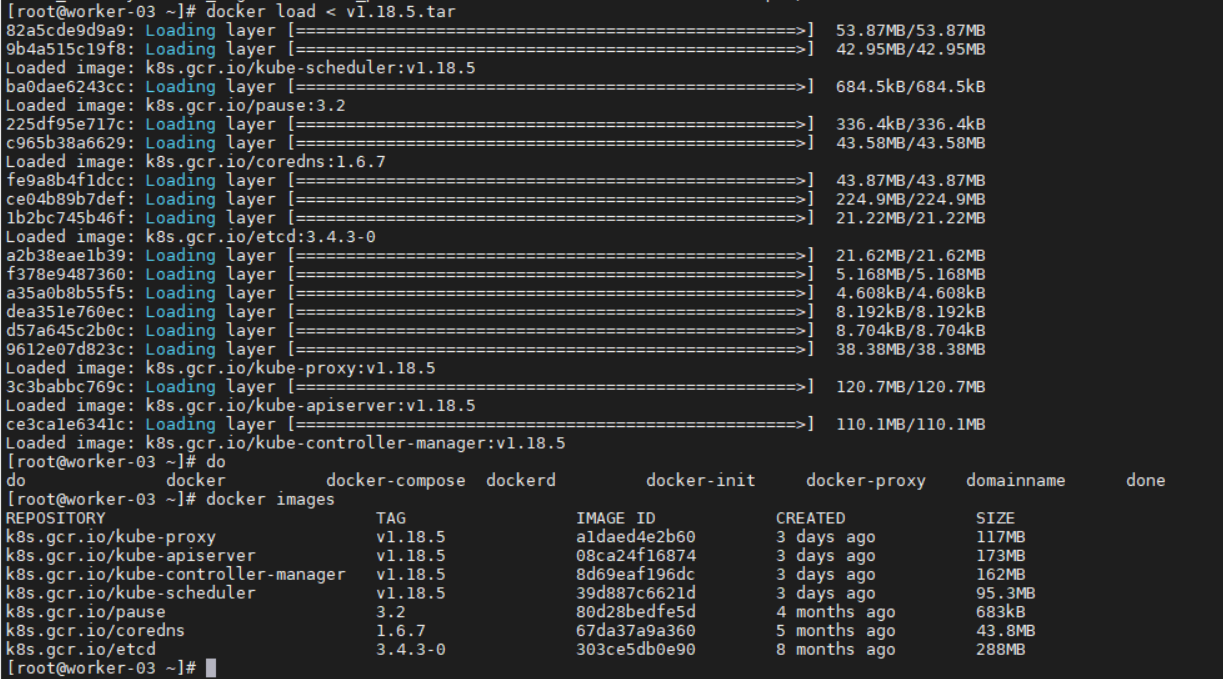 [root@worker-03 ~]# docker load < v1.18.5.tar
82a5cde9d9a9: Loading layer [==================================================>]  53.87MB/53.87MB
9b4a515c19f8: Loading layer [==================================================>]  42.95MB/42.95MB
Loaded image: k8s.gcr.io/kube-scheduler:v1.18.5
ba0dae6243cc: Loading layer [==================================================>]  684.5kB/684.5kB
Loaded image: k8s.gcr.io/pause:3.2
225df95e717c: Loading layer [==================================================>]  336.4kB/336.4kB
c965b38a6629: Loading layer [==================================================>]  43.58MB/43.58MB
Loaded image: k8s.gcr.io/coredns:1.6.7
fe9a8b4f1dcc: Loading layer [==================================================>]  43.87MB/43.87MB
ce04b89b7def: Loading layer [==================================================>]  224.9MB/224.9MB
1b2bc745b46f: Loading layer [==================================================>]  21.22MB/21.22MB
Loaded image: k8s.gcr.io/etcd:3.4.3-0
a2b38eae1b39: Loading layer [==================================================>]  21.62MB/21.62MB
f378e9487360: Loading layer [==================================================>]  5.168MB/5.168MB
a35a0b8b55f5: Loading layer [==================================================>]  4.608kB/4.608kB
dea351e760ec: Loading layer [==================================================>]  8.192kB/8.192kB
d57a645c2b0c: Loading layer [==================================================>]  8.704kB/8.704kB
9612e07d823c: Loading layer [==================================================>]  38.38MB/38.38MB
Loaded image: k8s.gcr.io/kube-proxy:v1.18.5
3c3babbc769c: Loading layer [==================================================>]  120.7MB/120.7MB
Loaded image: k8s.gcr.io/kube-apiserver:v1.18.5
ce3ca1e6341c: Loading layer [==================================================>]  110.1MB/110.1MB
Loaded image: k8s.gcr.io/kube-controller-manager:v1.18.5
[root@worker-03 ~]# do
do              docker          docker-compose  dockerd         docker-init     docker-proxy    domainname      done
[root@worker-03 ~]# docker images
REPOSITORY                           TAG                 IMAGE ID            CREATED             SIZE
k8s.gcr.io/kube-proxy                v1.18.5             a1daed4e2b60        3 days ago          117MB
k8s.gcr.io/kube-apiserver            v1.18.5             08ca24f16874        3 days ago          173MB
k8s.gcr.io/kube-controller-manager   v1.18.5             8d69eaf196dc        3 days ago          162MB
k8s.gcr.io/kube-scheduler            v1.18.5             39d887c6621d        3 days ago          95.3MB
k8s.gcr.io/pause                     3.2                 80d28bedfe5d        4 months ago        683kB
k8s.gcr.io/coredns                   1.6.7               67da37a9a360        5 months ago        43.8MB
k8s.gcr.io/etcd                      3.4.3-0             303ce5db0e90        8 months ago        288MB
[root@worker-03 ~]#